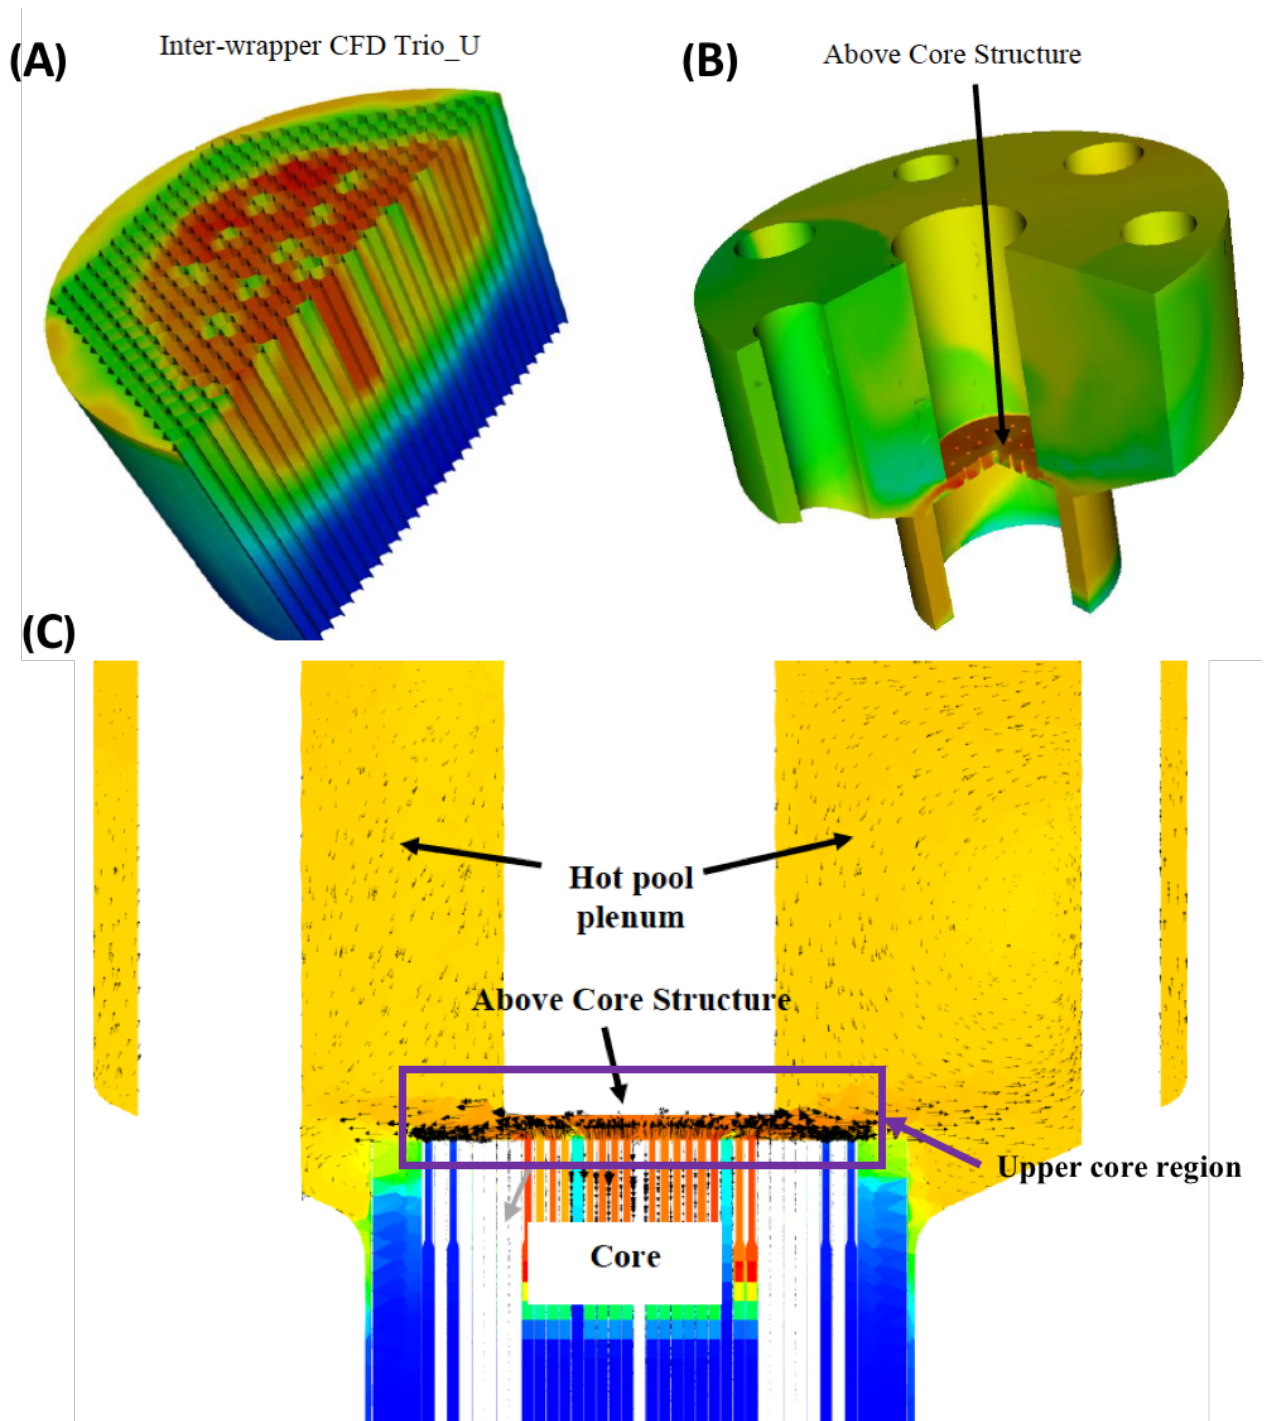 (A)
Inter-wrapper CFD Trio_U
(B)
Above Core Structure
(C)
Hot pool
plenum
Above Core Structure
Upper core region
Core